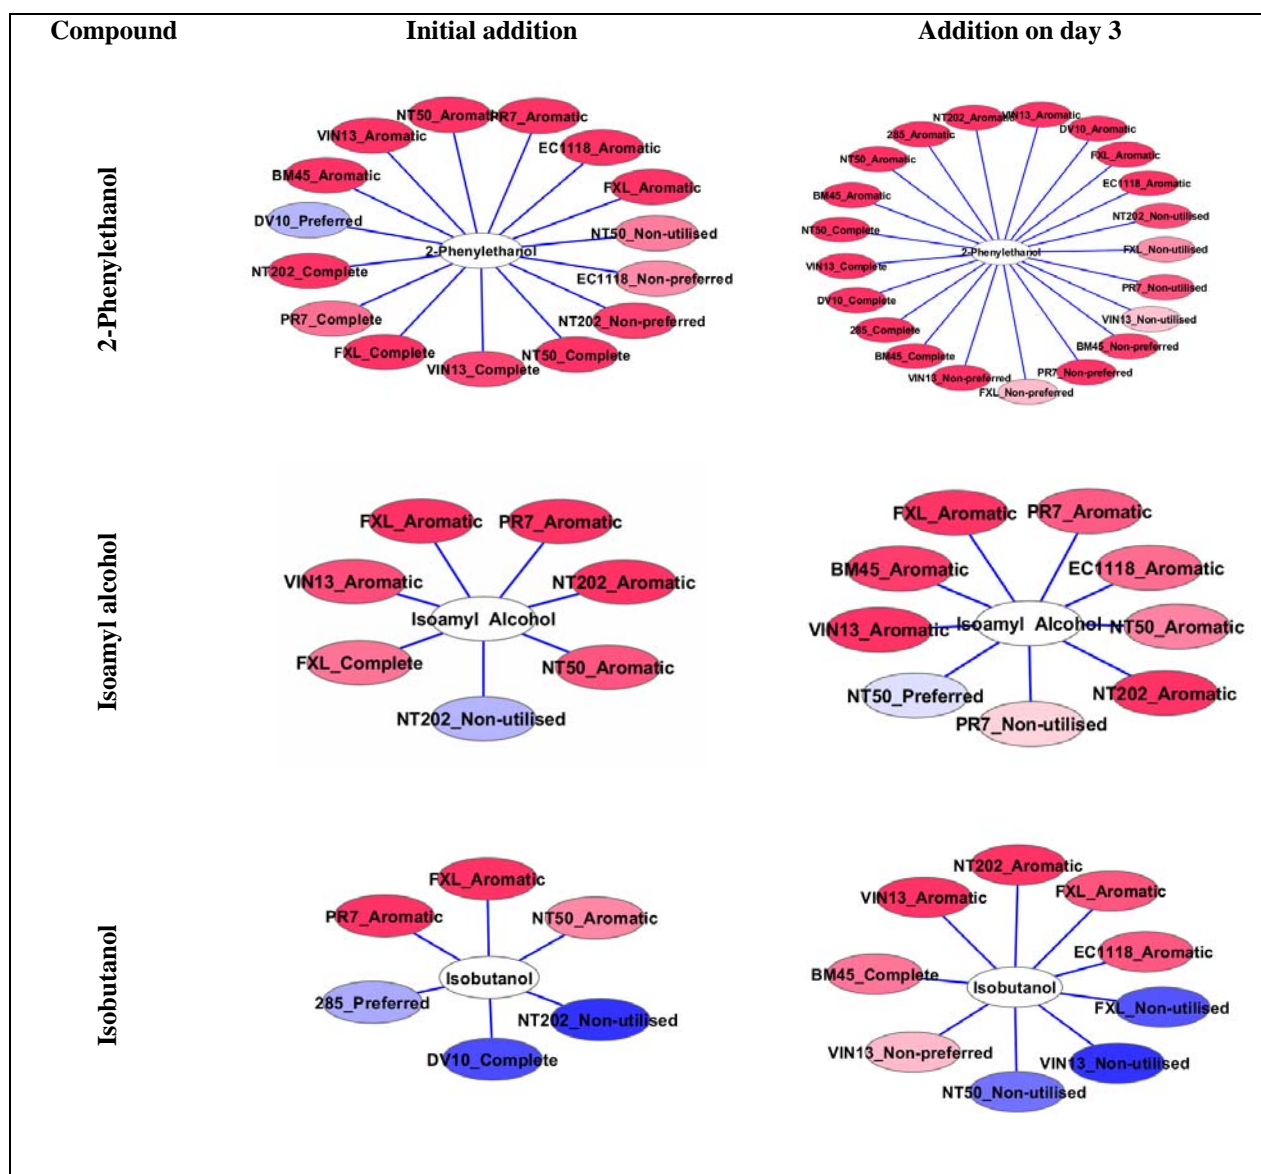 Compound Initial addition Addition on day 3
2-Phenylethanol
NT50_Aromatic
PR7_Aromatic
VIN13_Aromatic
EC1118_Aromatic
BM45_Aromatic
FXL_Aromatic
DV10_Preferred
NT50_Non-utilised
2-Phenylethanol
NT202_Complete
EC1118_Non-preferred
PR7_Complete
NT202_Non-preferred
FXL_Complete
NT50_Complete
VIN13_Complete
NT202_Aromatic
VIN13_Aromatic
285_Aromatic
DV10_Aromatic
NT50_Aromatic
FXL_Aromatic
BM45_Aromatic
EC1118_Aromatic
NT50_Complete
NT202_Non-utilised
2-Phenylethanol
FXL_Non-utilised
VIN13_Complete
PR7_Non-utilised
DV10_Complete
VIN13_Non-utilised
285_Complete
BM45_Non-preferred
BM45_Complete
PR7_Non-preferred
VIN13_Non-preferred
FXL_Non-preferred
Isoamyl alcohol
FXL_Aromatic
PR7_Aromatic
VIN13_Aromatic
NT202_Aromatic
Isoamyl Alcohol
FXL_Complete
NT50_Aromatic
NT202_Non-utilised
FXL_Aromatic
PR7_Aromatic
BM45_Aromatic
EC1118_Aromatic
VIN13_Aromatic
Isoamyl Alcohol
NT50_Aromatic
NT50_Preferred
NT202_Aromatic
PR7_Non-utilised
Isobutanol
FXL_Aromatic
PR7_Aromatic
NT50_Aromatic
Isobutanol
285_Preferred
NT202_Non-utilised
DV10_Complete
NT202_Aromatic
VIN13_Aromatic
FXL_Aromatic
EC1118_Aromatic
BM45_Complete
Isobutanol
FXL_Non-utilised
VIN13_Non-preferred
VIN13_Non-utilised
NT50_Non-utilised